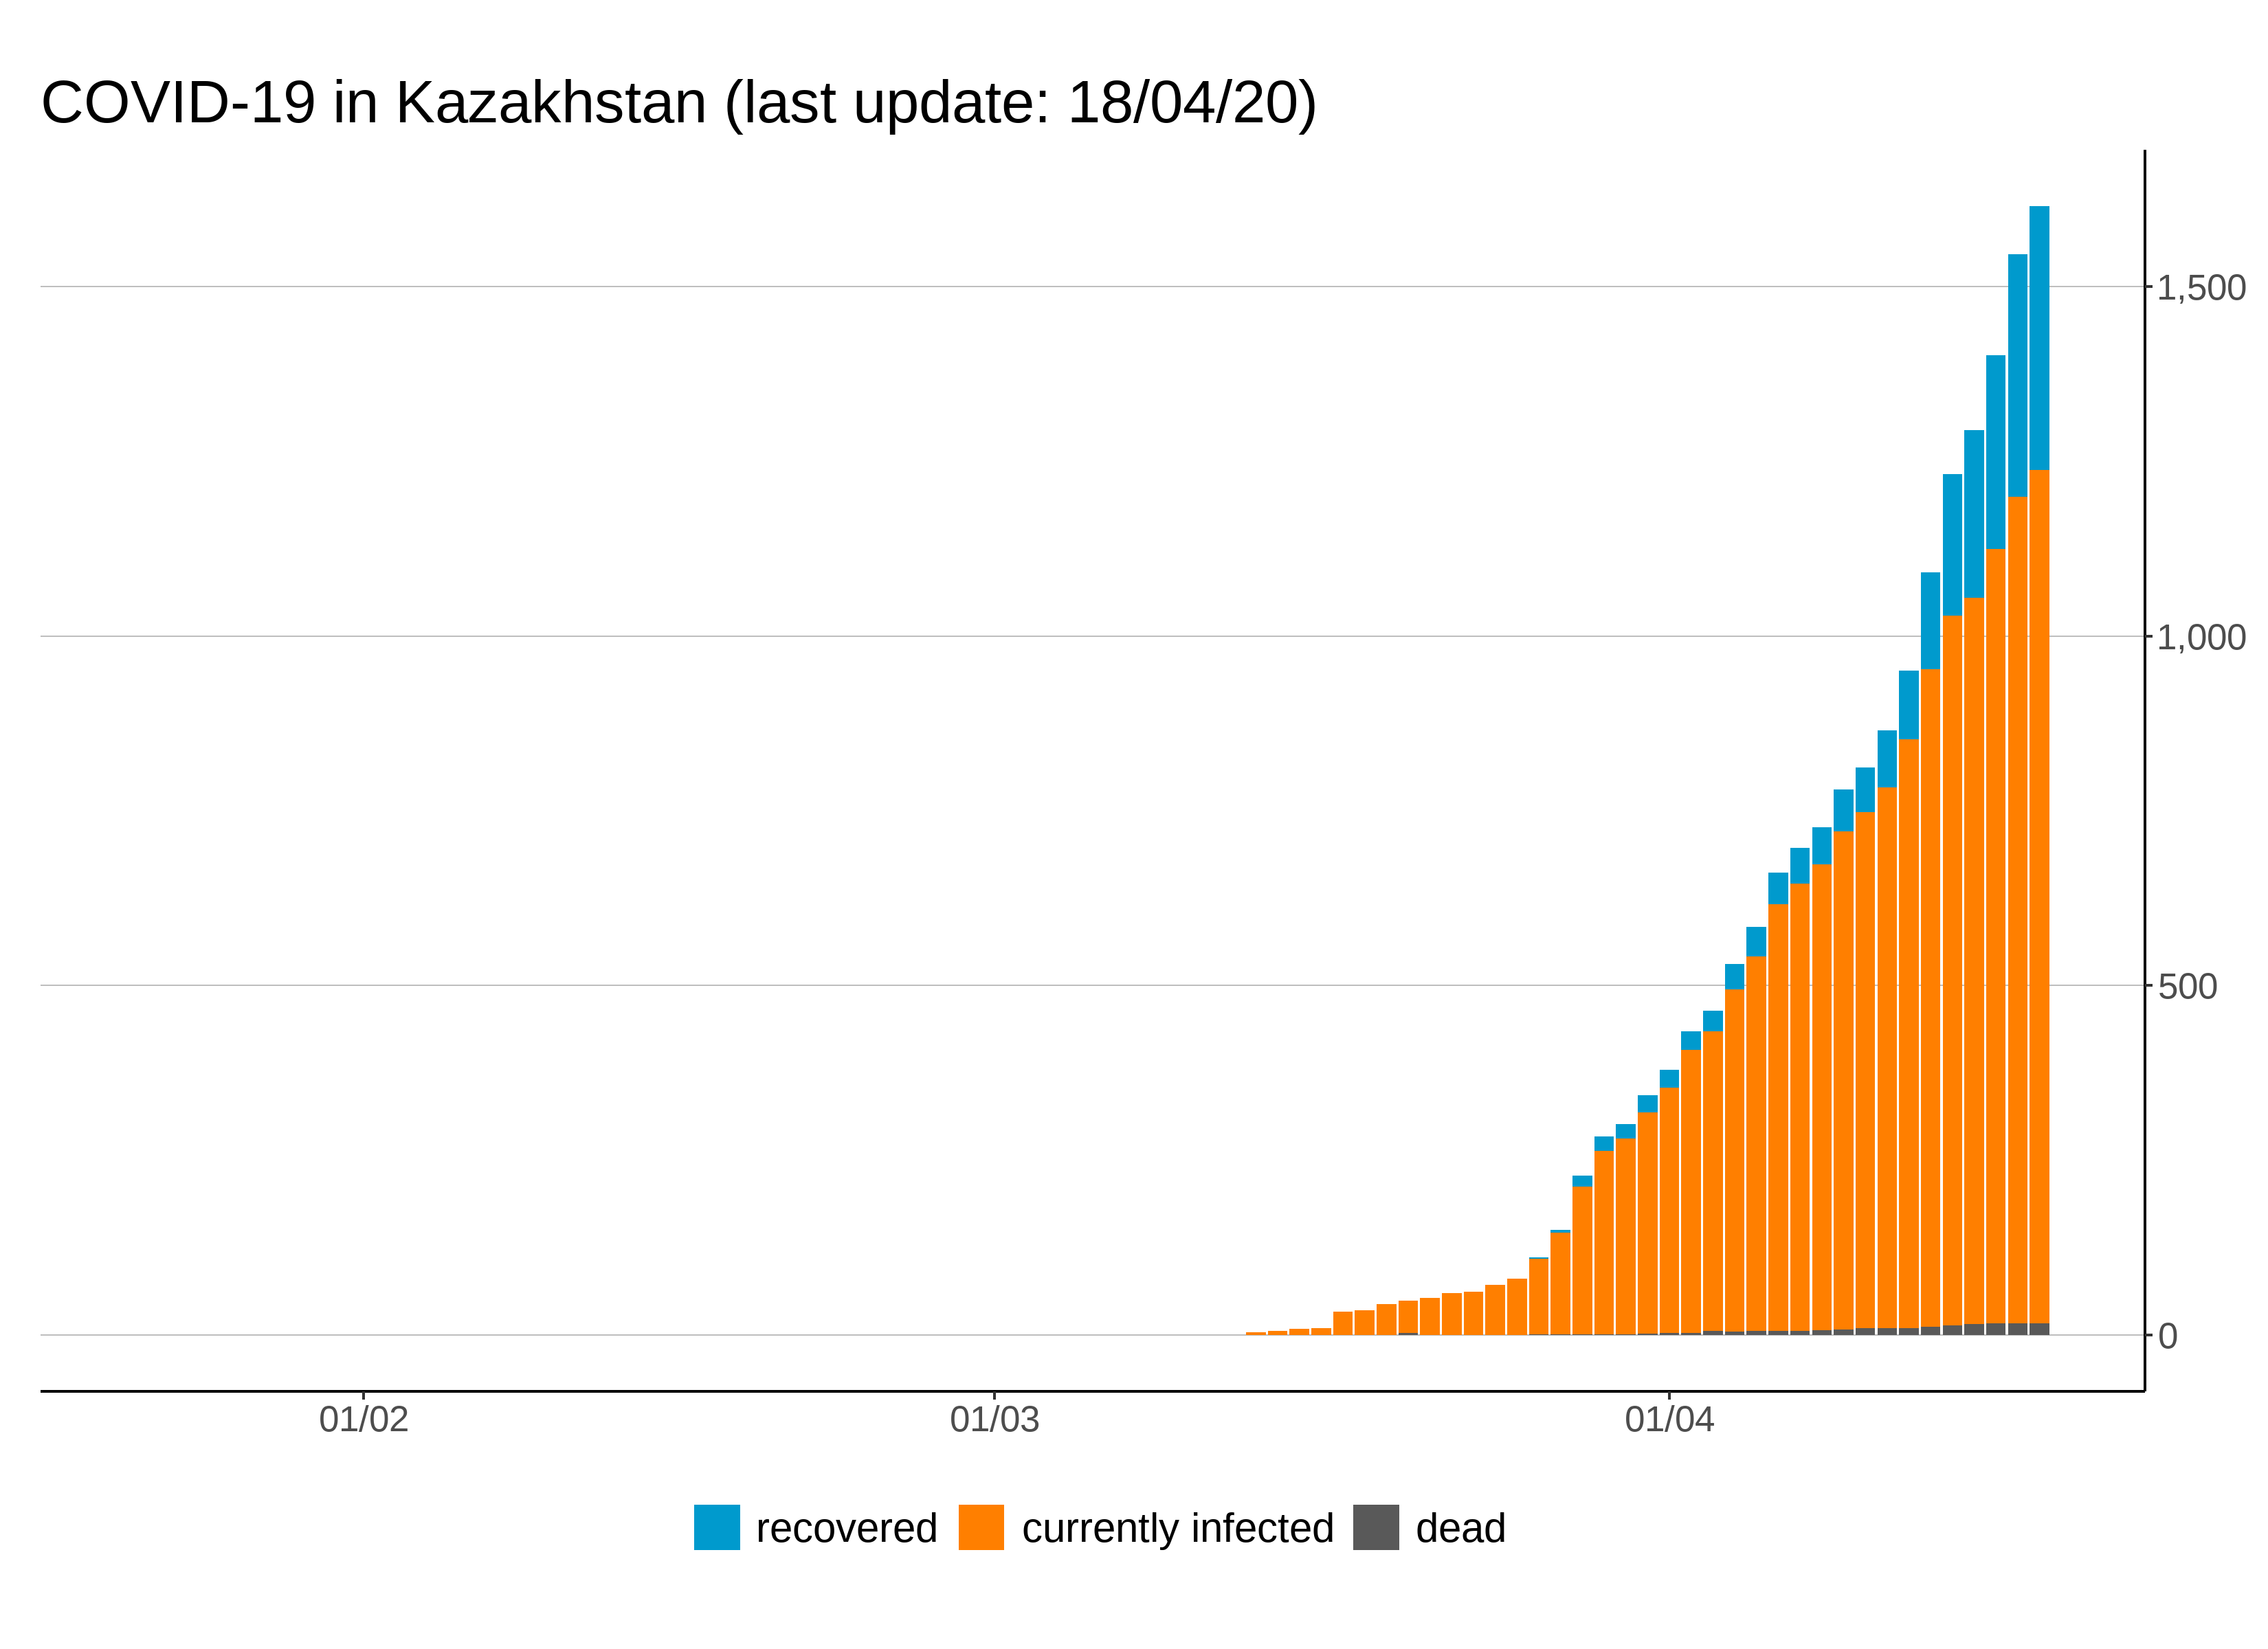 COVID-19 in Kazakhstan (last update: 18/04/20)
1,500
1,000
500
0
01/02 01/03 01/04
recovered currently infected dead